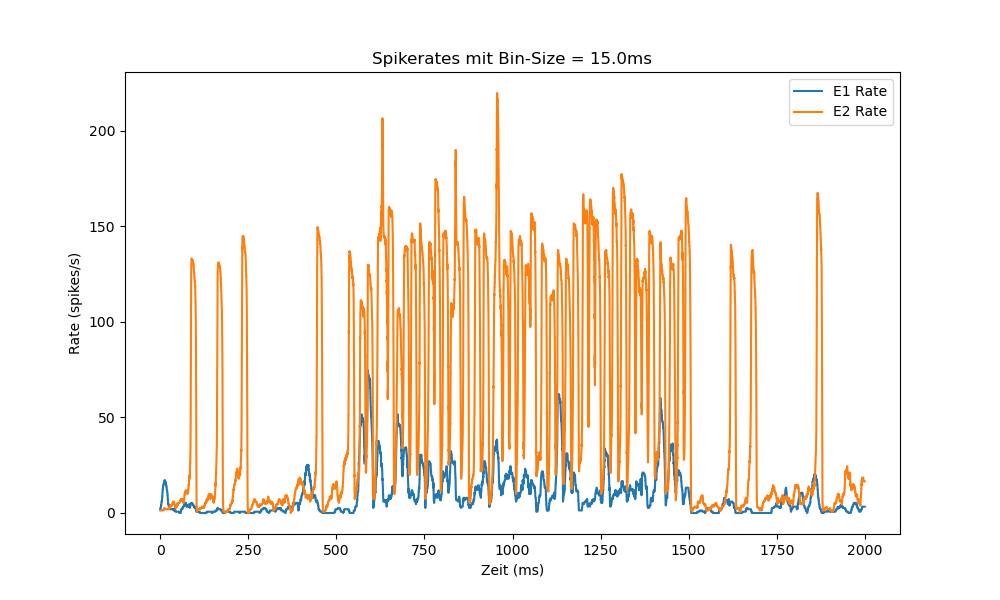 Spikerates mit Bin-Size = 15.0ms
E1 Rate
E2 Rate
Rate (spikes/s)
200
150
100
50
0
0 250 500 750 1000 1250 1500 1750 2000
Zeit (ms)